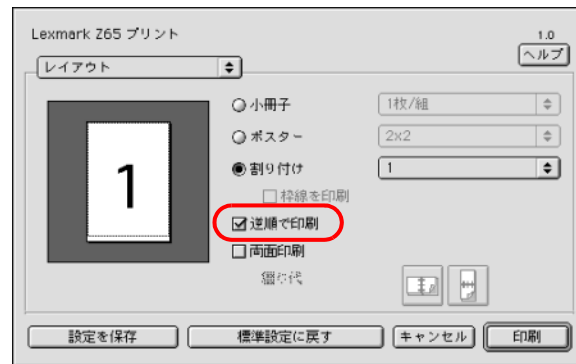 Lexmark Z65 プリント
1.0
レイアウト
ヘルプ
1
小冊子
1枚/組
ポスター
2x2
割り付け
1
枠線を印刷
逆順で印刷
両面印刷
綴じ代
設定を保存
標準設定に戻す
キャンセル
印刷